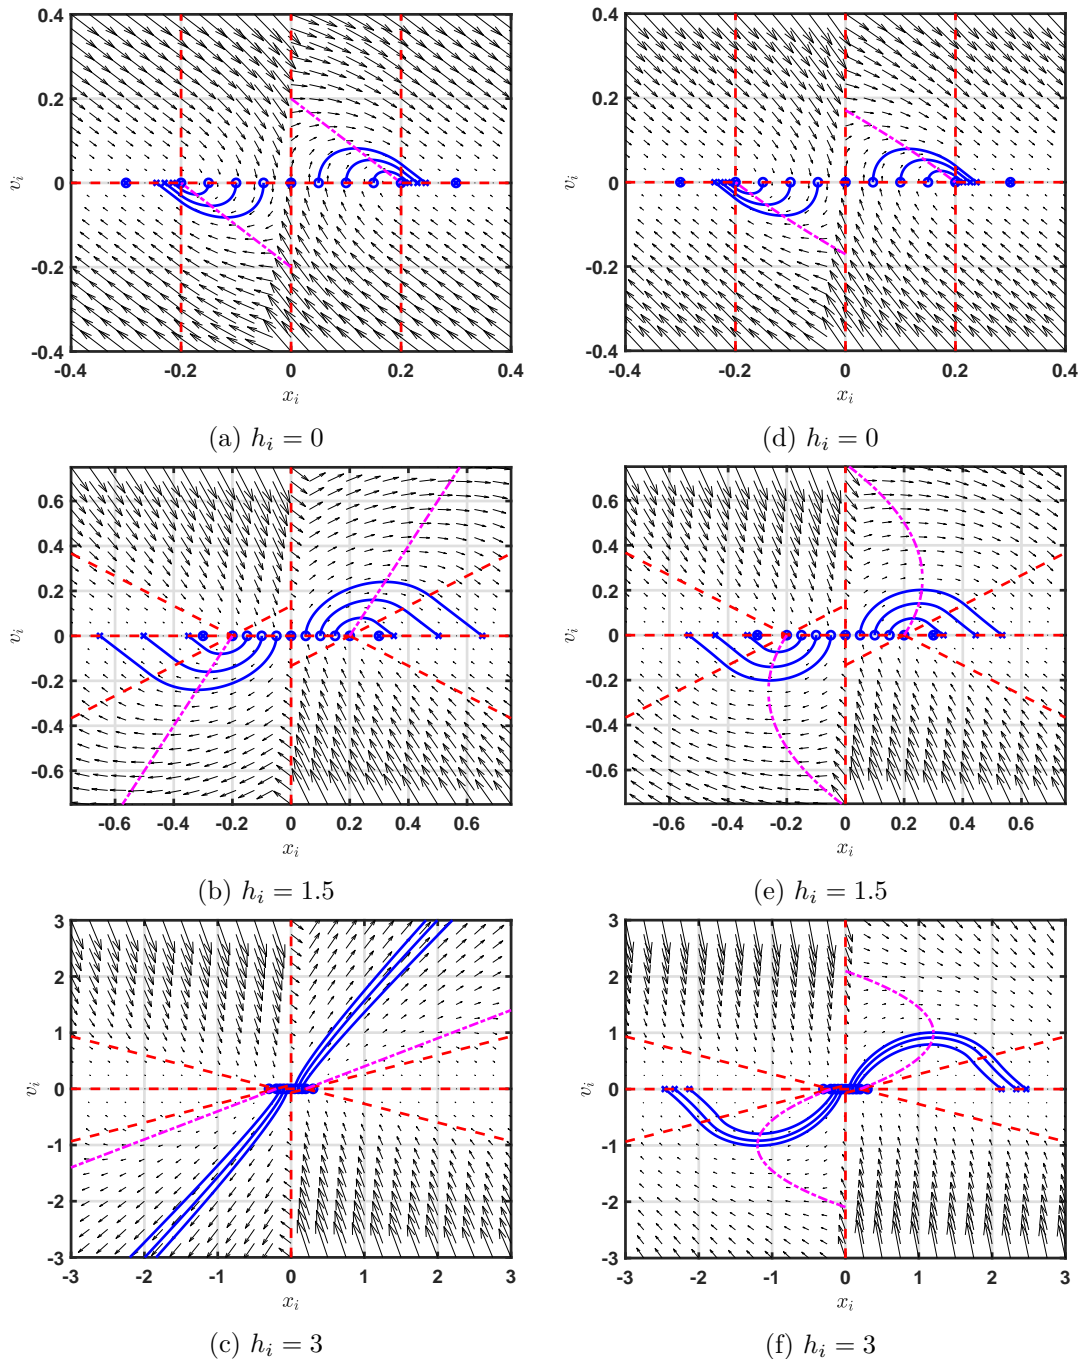 0.4
0.2
0
-0.2
-0.4
v_i
-0.4 -0.2 0 0.2 0.4
x_i
(a) h_i = 0
0.4
0.2
0
-0.2
-0.4
v_i
-0.4 -0.2 0 0.2 0.4
x_i
(d) h_i = 0
0.6
0.4
0.2
0
-0.2
-0.4
-0.6
v_i
-0.6 -0.4 -0.2 0 0.2 0.4 0.6
x_i
(b) h_i = 1.5
0.6
0.4
0.2
0
-0.2
-0.4
-0.6
v_i
-0.6 -0.4 -0.2 0 0.2 0.4 0.6
x_i
(e) h_i = 1.5
3
2
1
0
-1
-2
-3
v_i
-3 -2 -1 0 1 2 3
x_i
(c) h_i = 3
3
2
1
0
-1
-2
-3
v_i
-3 -2 -1 0 1 2 3
x_i
(f) h_i = 3